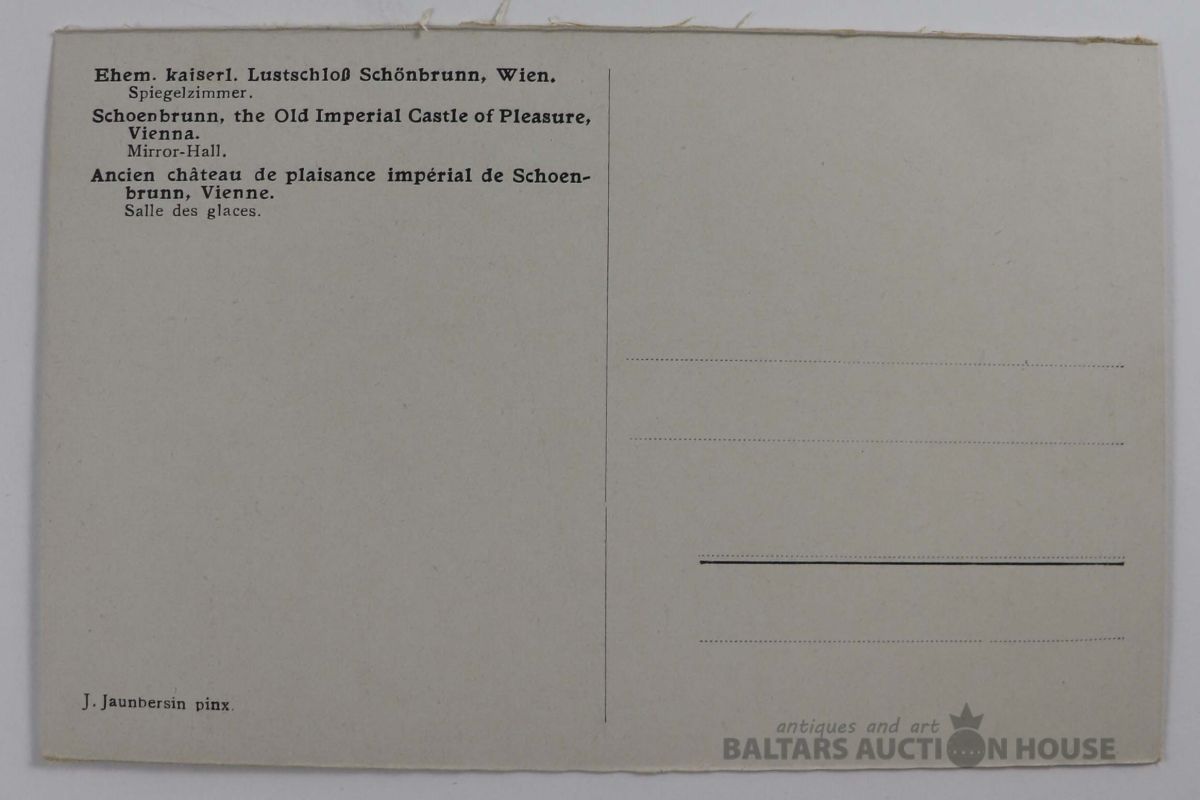 Ehem. kaiserl. Lustschloß Schönbrunn, Wien.
Spiegelzimmer.
Schoenbrunn, the Old Imperial Castle of Pleasure,
Vienna.
Mirror-Hall.
Ancien château de plaisance impérial de Schoen-
brunn, Vienne.
Salle des glaces.
J. Jaunbersin pinx.
antiques and art
BALTARS AUCTION HOUSE